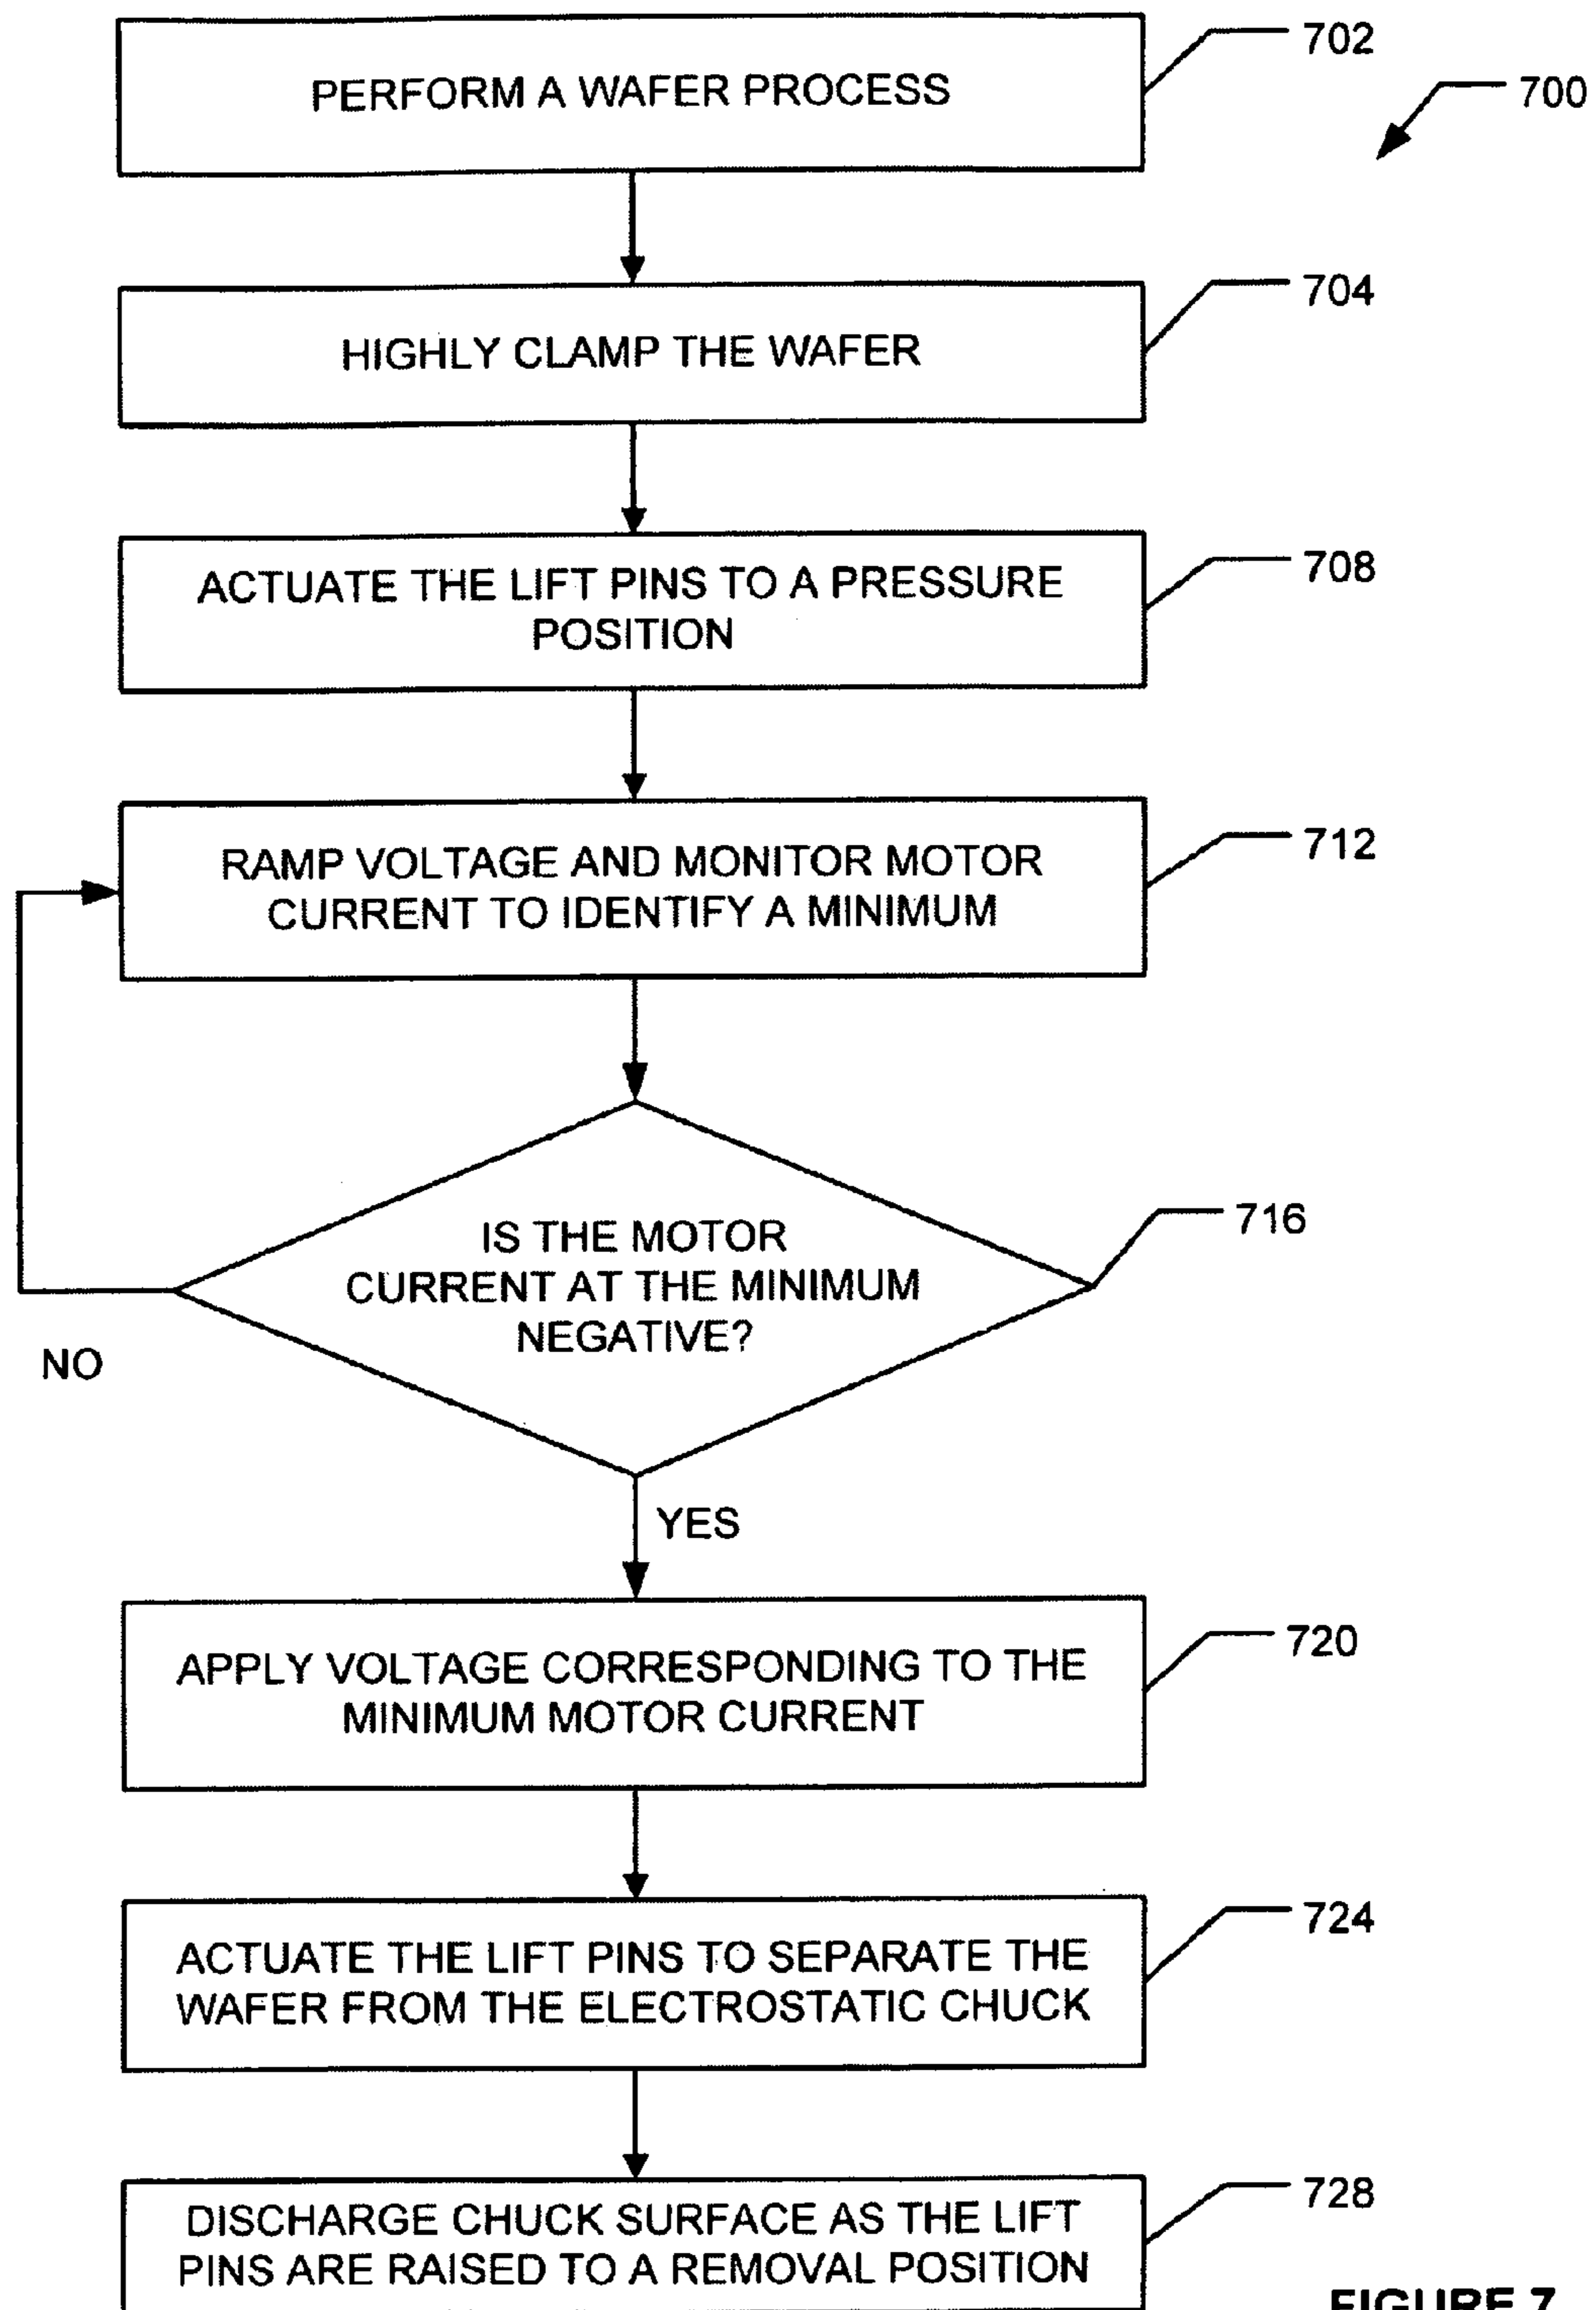 702
PERFORM A WAFER PROCESS
700
704
HIGHLY CLAMP THE WAFER
708
ACTUATE THE LIFT PINS TO A PRESSURE
POSITION
712
RAMP VOLTAGE AND MONITOR MOTOR
CURRENT TO IDENTIFY A MINIMUM
716
IS THE MOTOR
CURRENT AT THE MINIMUM
NEGATIVE?
NO
YES
720
APPLY VOLTAGE CORRESPONDING TO THE
MINIMUM MOTOR CURRENT
724
ACTUATE THE LIFT PINS TO SEPARATE THE
WAFER FROM THE ELECTROSTATIC CHUCK
728
DISCHARGE CHUCK SURFACE AS THE LIFT
PINS ARE RAISED TO A REMOVAL POSITION
FIGURE 7